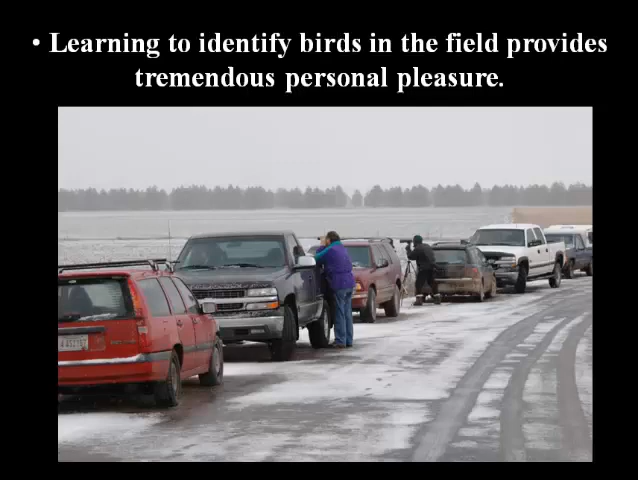 • Learning to identify birds in the field provides
tremendous personal pleasure.